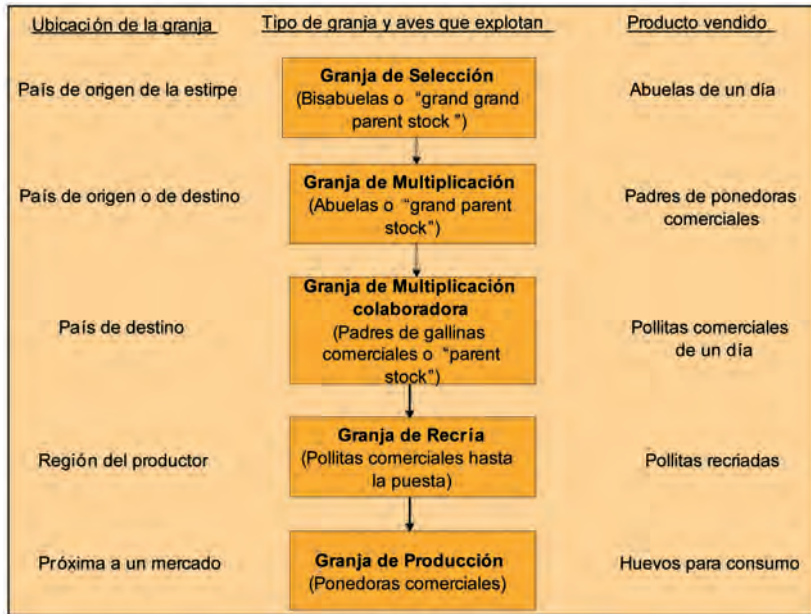 Ubicación de la granja
Tipo de granja y aves que explotan
Producto vendido
País de origen de la estirpe
Granja de Selección
(Bisabuelas o “grand grand
parent stock”)
Abuelas de un día
País de origen o de destino
Granja de Multiplicación
(Abuelas o “grand parent
stock”)
Padres de ponedoras
comerciales
País de destino
Granja de Multiplicación
colaboradora
(Padres de gallinas
comerciales o “parent
stock”)
Pollitas comerciales
de un día
Región del productor
Granja de Recría
(Pollitas comerciales hasta
la puesta)
Pollitas recriadas
Próxima a un mercado
Granja de Producción
(Ponedoras comerciales)
Huevos para consumo